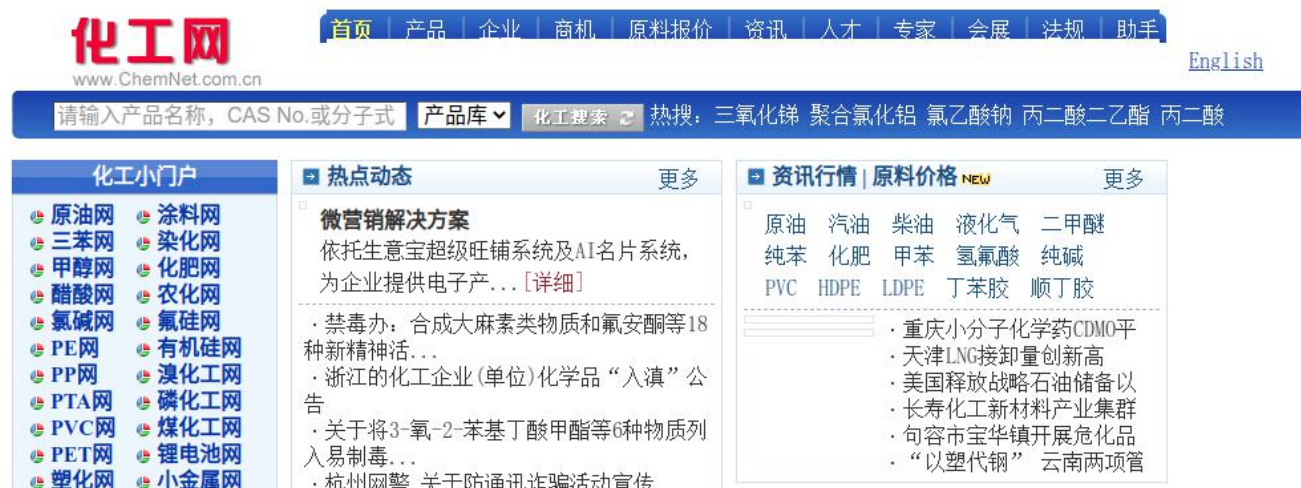 化工网
www.ChemNet.com.cn
首页 产品 企业 商机 原料报价 资讯 人才 专家 会展 法规 助手
English
请输入产品名称，CAS No.或分子式 产品库 化工搜索 热搜：三氧化锑 聚合氯化铝 氯乙酸钠 丙二酸二乙酯 丙二酸
化工小门户
原油网 涂料网
三苯网 染化网
甲醇网 化肥网
醋酸网 农化网
氯碱网 氟硅网
PE网 有机硅网
PP网 溴化工网
PTA网 磷化工网
PVC网 煤化工网
PET网 锂电池网
塑化网 小金属网
热点动态 更多
微营销解决方案
依托生意宝超级旺铺系统及AI名片系统，
为企业提供电子产...[详细]
·禁毒办：合成大麻素类物质和氟安酮等18
种新精神活...
·浙江的化工企业(单位)化学品“入滇”公
告
·关于将3-氧-2-苯基丁酸甲酯等6种物质列
入易制毒...
·杭州网警 关于防通讯诈骗活动宣传
资讯行情|原料价格 NEW 更多
原油 汽油 柴油 液化气 二甲醚
纯苯 化肥 甲苯 氢氟酸 纯碱
PVC HDPE LDPE 丁苯胶 顺丁胶
·重庆小分子化学药CDMO平
·天津LNG接卸量创新高
·美国释放战略石油储备以
·长寿化工新材料产业集群
·句容市宝华镇开展危化品
·“以塑代钢” 云南两项管